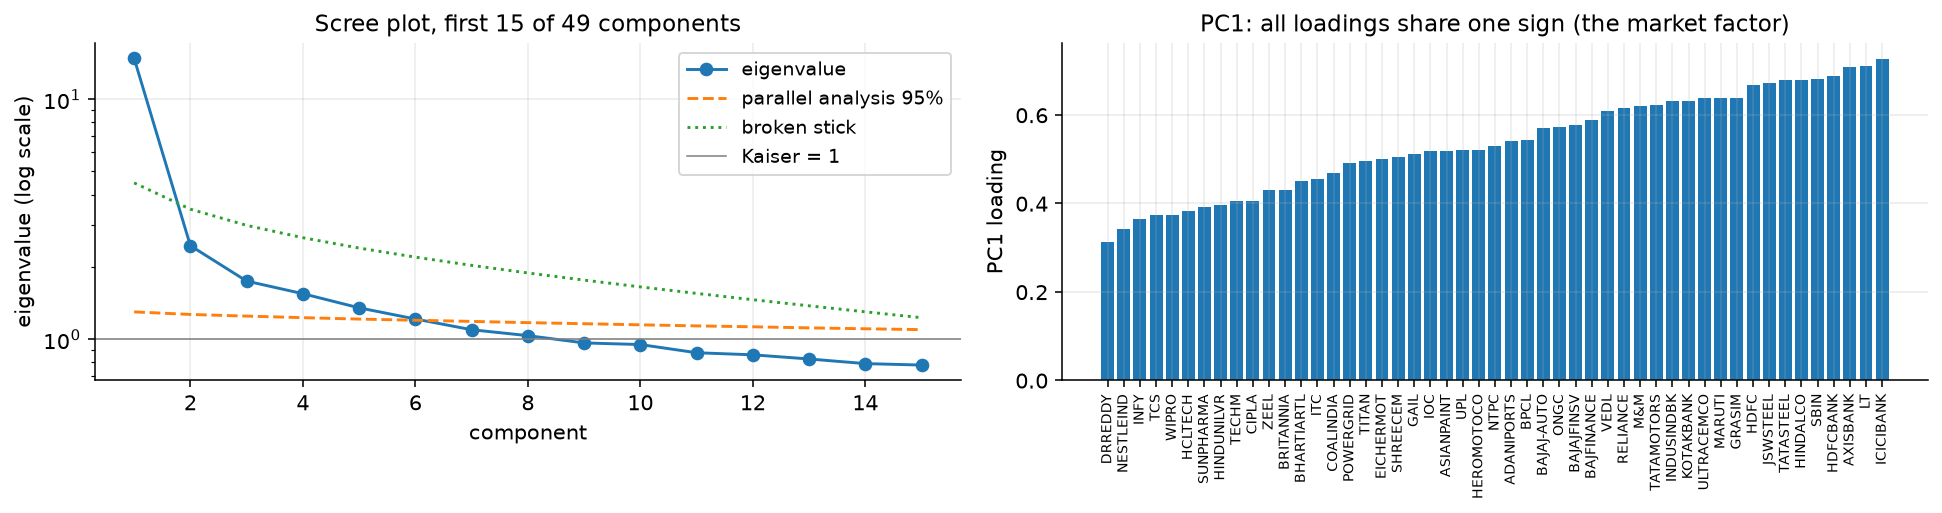 Scree plot, first 15 of 49 components
eigenvalue (log scale)
10¹
10⁰
eigenvalue
parallel analysis 95%
broken stick
Kaiser = 1
2 4 6 8 10 12 14
component
PC1: all loadings share one sign (the market factor)
PC1 loading
0.6
0.4
0.2
0.0
DRREDDY
NESTLEIND
INFY
TCS
WIPRO
HCLTECH
SUNPHARMA
HINDUNILVR
TECHM
CIPLA
ZEEL
BRITANNIA
BHARTIARTL
ITC
COALINDIA
POWERGRID
TITAN
EICHERMOT
SHREECEM
GAIL
IOC
ASIANPAINT
UPL
HEROMOTOCO
NTPC
ADANIPORTS
BPCL
BAJAJ-AUTO
ONGC
BAJAJFINSV
BAJFINANCE
VEDL
RELIANCE
M&M
TATAMOTORS
INDUSINDBK
KOTAKBANK
ULTRACEMCO
MARUTI
GRASIM
HDFC
JSWSTEEL
TATASTEEL
HINDALCO
SBIN
HDFCBANK
AXISBANK
LT
ICICIBANK